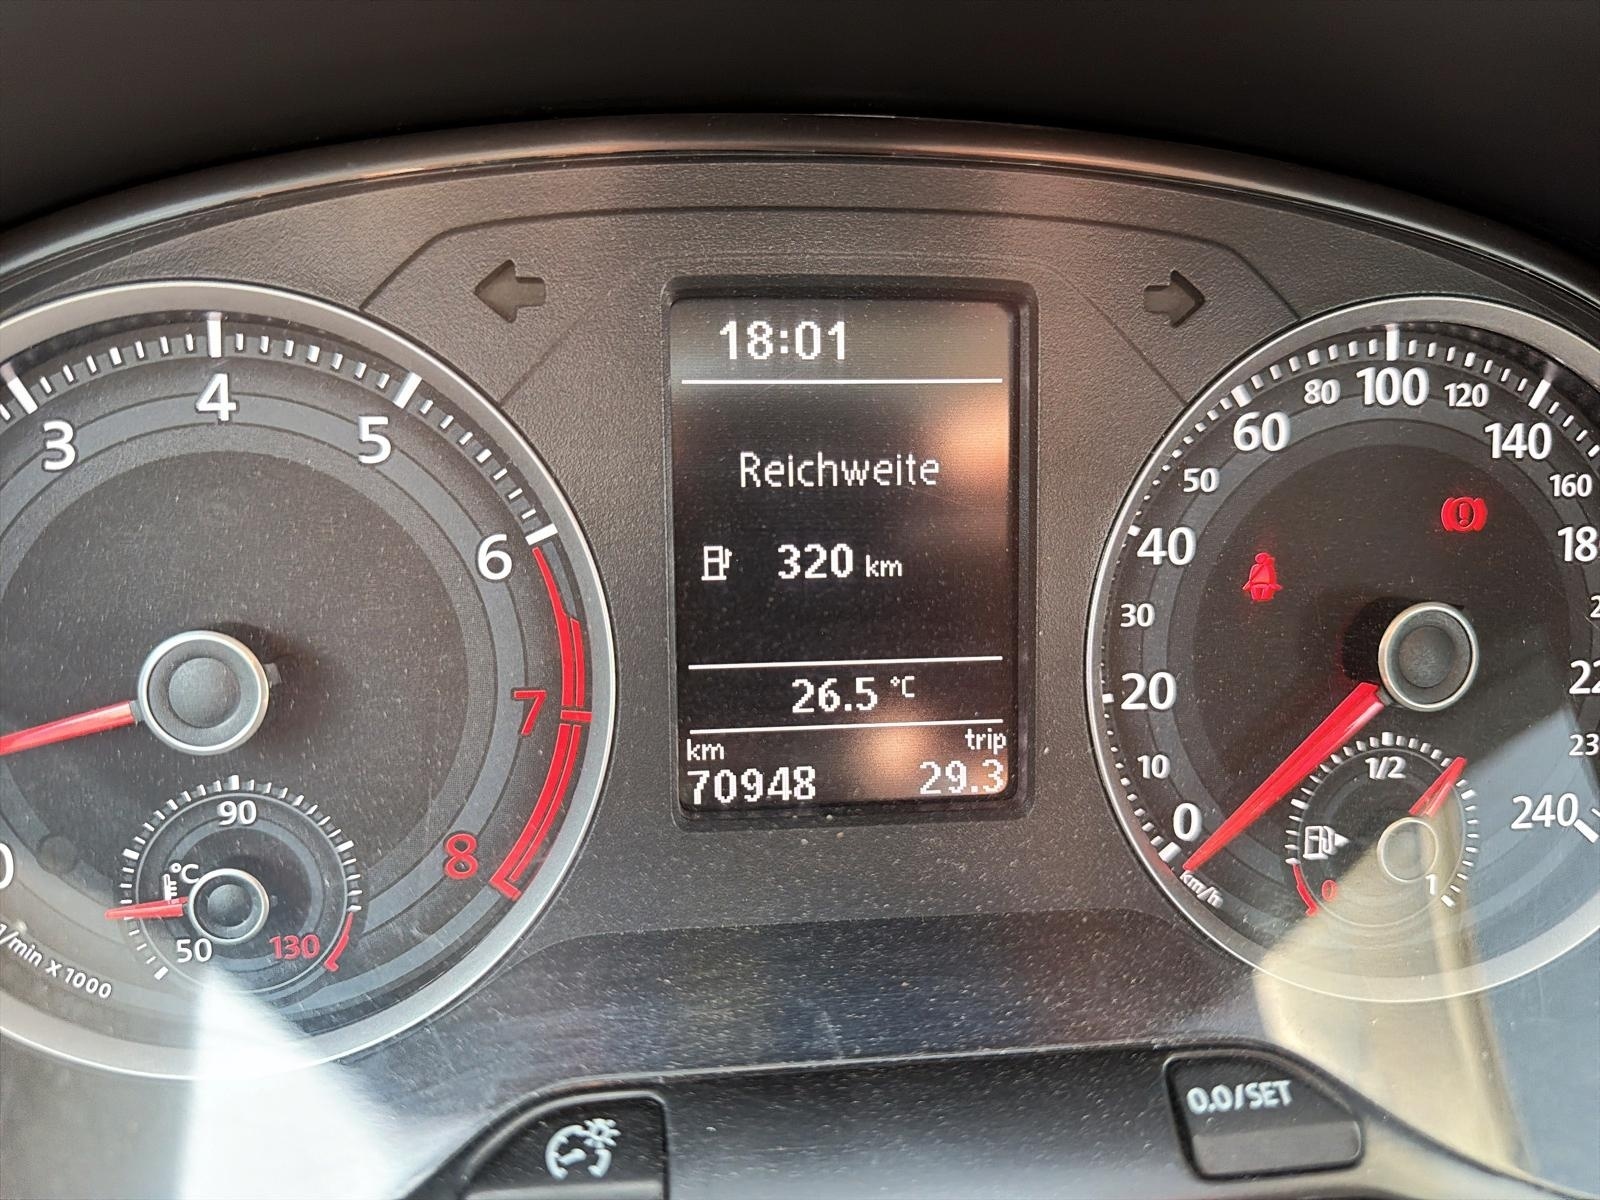 18:01
Reichweite
320 km
26.5 °C
km trip
70948 29.3
3 4 5 6 7 8
90
°C
50 130
/min x 1000
0 10 20 30 40 50 60 80 100 120 140 160
240
km/h
1/2
0 1
0.0/SET